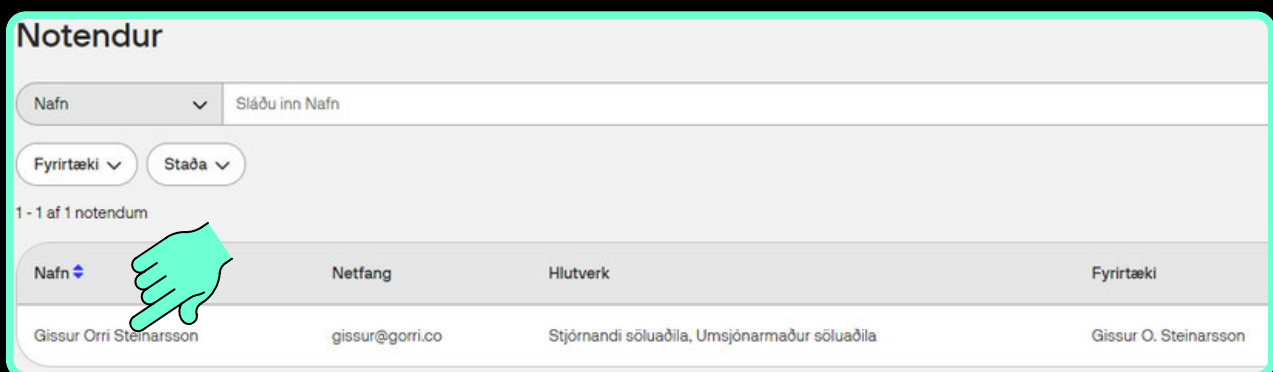 Notendur
Nafn Sláðu inn Nafn
Fyrirtæki Staða
1 - 1 af 1 notendum
Nafn Netfang Hlutverk Fyrirtæki
Gissur Orri Steinarsson gissur@gorri.co Stjórnandi söluaðila, Umsjónarmaður söluaðila Gissur O. Steinarsson